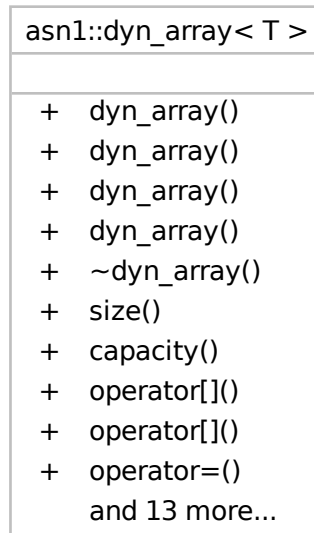 asn1::dyn_array< T >
+ dyn_array()
+ dyn_array()
+ dyn_array()
+ dyn_array()
+ ~dyn_array()
+ size()
+ capacity()
+ operator[]()
+ operator[]()
+ operator=()
and 13 more...